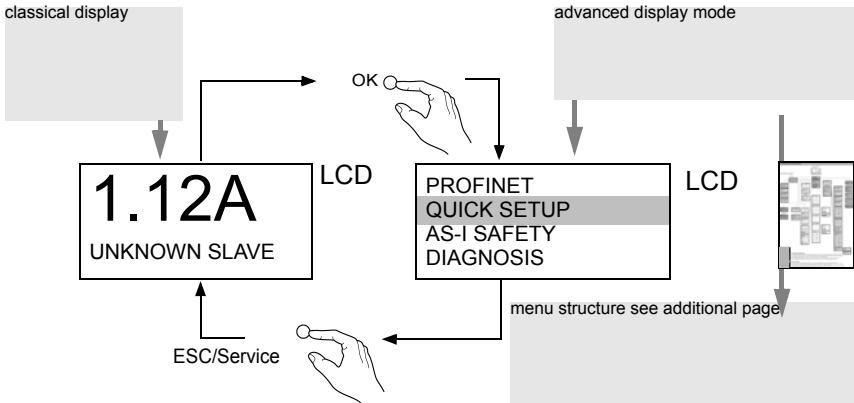 classical display
advanced display mode
OK
LCD
1.12A
UNKNOWN SLAVE
PROFINET
QUICK SETUP
AS-I SAFETY
DIAGNOSIS
LCD
menu structure see additional page
ESC/Service